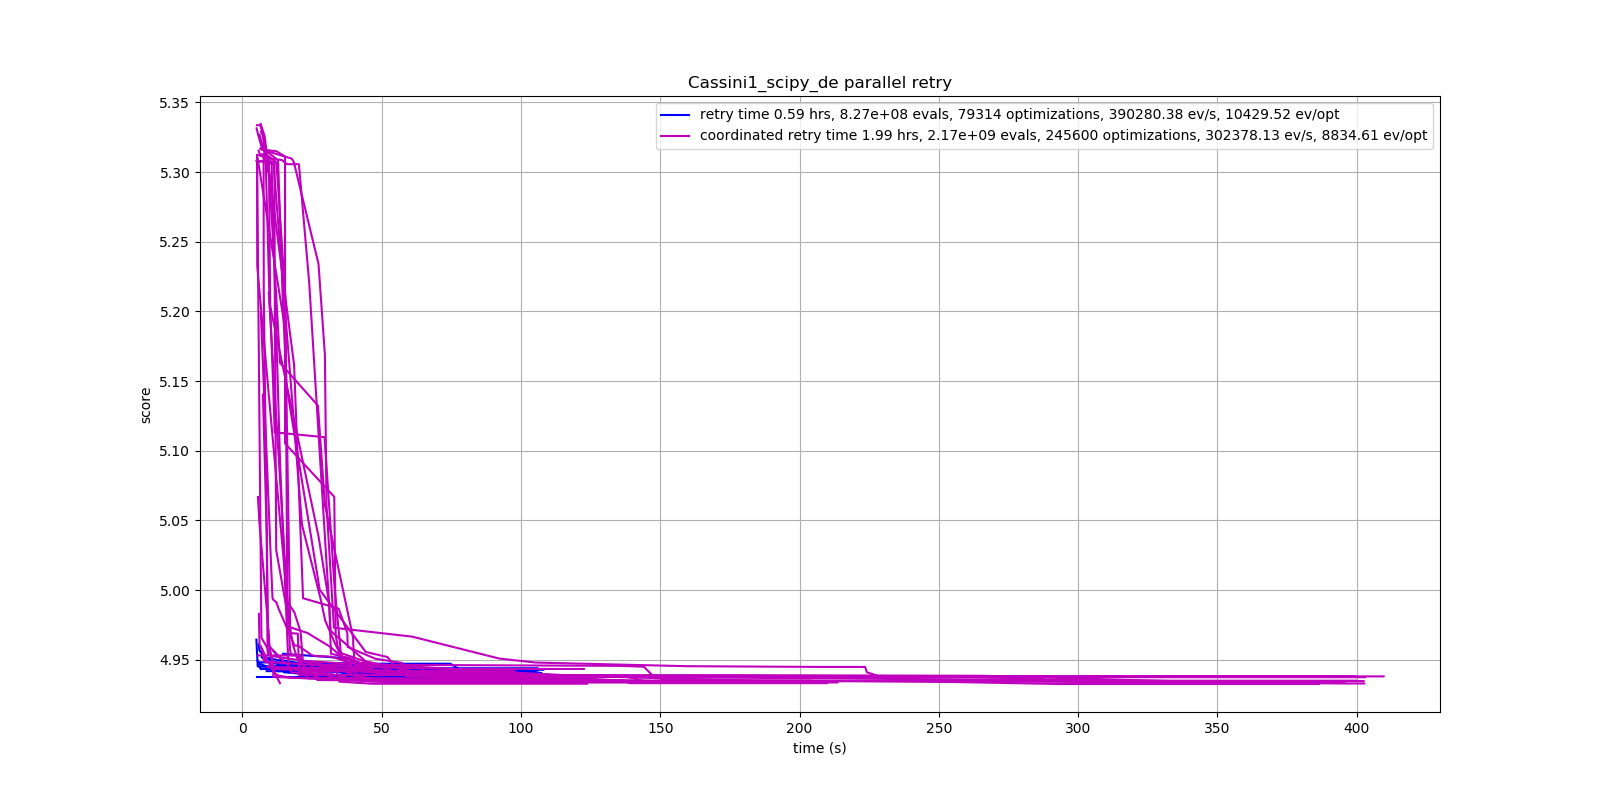 Cassini1_scipy_de parallel retry
retry time 0.59 hrs, 8.27e+08 evals, 79314 optimizations, 390280.38 ev/s, 10429.52 ev/opt
coordinated retry time 1.99 hrs, 2.17e+09 evals, 245600 optimizations, 302378.13 ev/s, 8834.61 ev/opt
score
5.35
5.30
5.25
5.20
5.15
5.10
5.05
5.00
4.95
0 50 100 150 200 250 300 350 400
time (s)